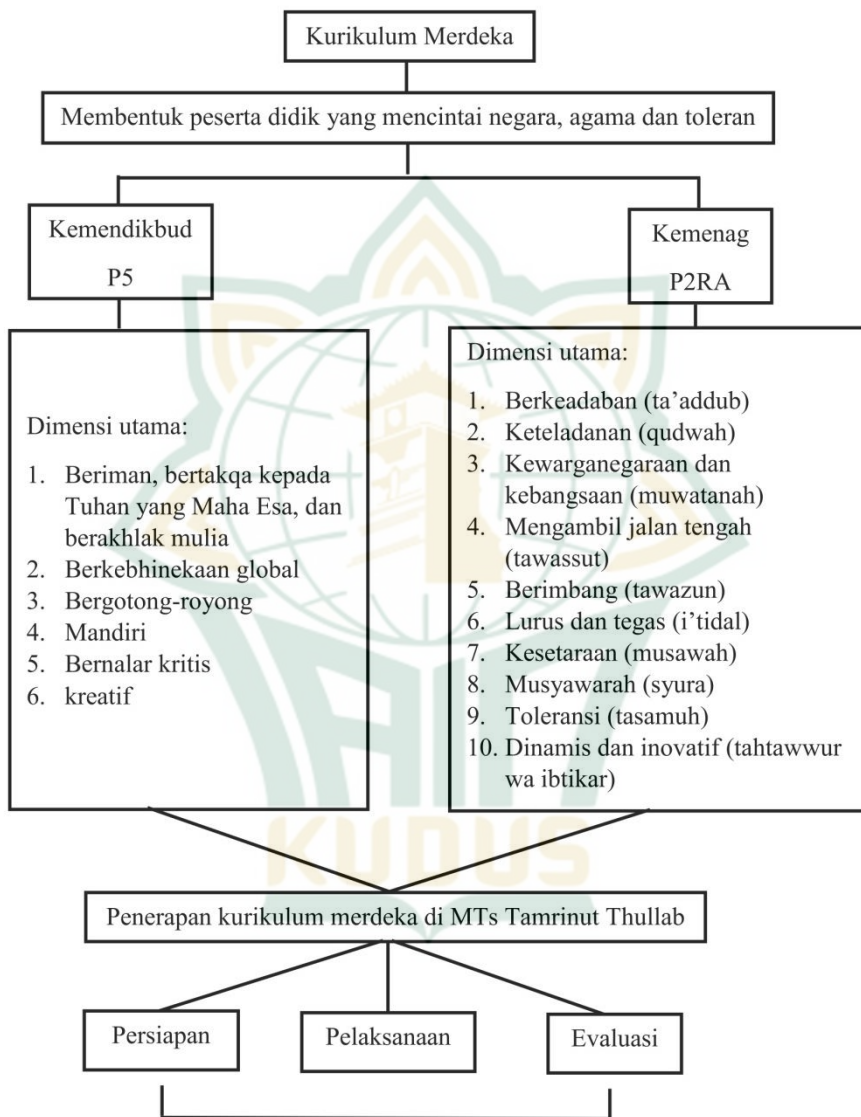 Kurikulum Merdeka
Membentuk peserta didik yang mencintai negara, agama dan toleran
Kemendikbud
P5
Kemenag
P2RA
Dimensi utama:
1. Beriman, bertakqa kepada
Tuhan yang Maha Esa, dan
berakhlak mulia
2. Berkebhinekaan global
3. Bergotong-royong
4. Mandiri
5. Bernalar kritis
6. kreatif
Dimensi utama:
1. Berkeadaban (ta’addub)
2. Keteladanan (qudwah)
3. Kewarganegaraan dan
kebangsaan (muwatanah)
4. Mengambil jalan tengah
(tawassut)
5. Berimbang (tawazun)
6. Lurus dan tegas (i’tidal)
7. Kesetaraan (musawah)
8. Musyawarah (syura)
9. Toleransi (tasamuh)
10. Dinamis dan inovatif (tahtawwur
wa ibtikar)
KUDUS
Penerapan kurikulum merdeka di MTs Tamrinut Thullab
Persiapan
Pelaksanaan
Evaluasi